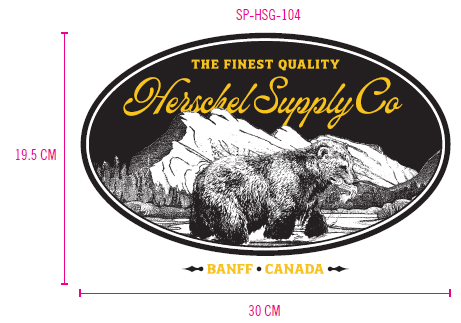 SP-HSG-104
THE FINEST QUALITY
Herschel Supply Co
19.5 CM
BANFF • CANADA
30 CM